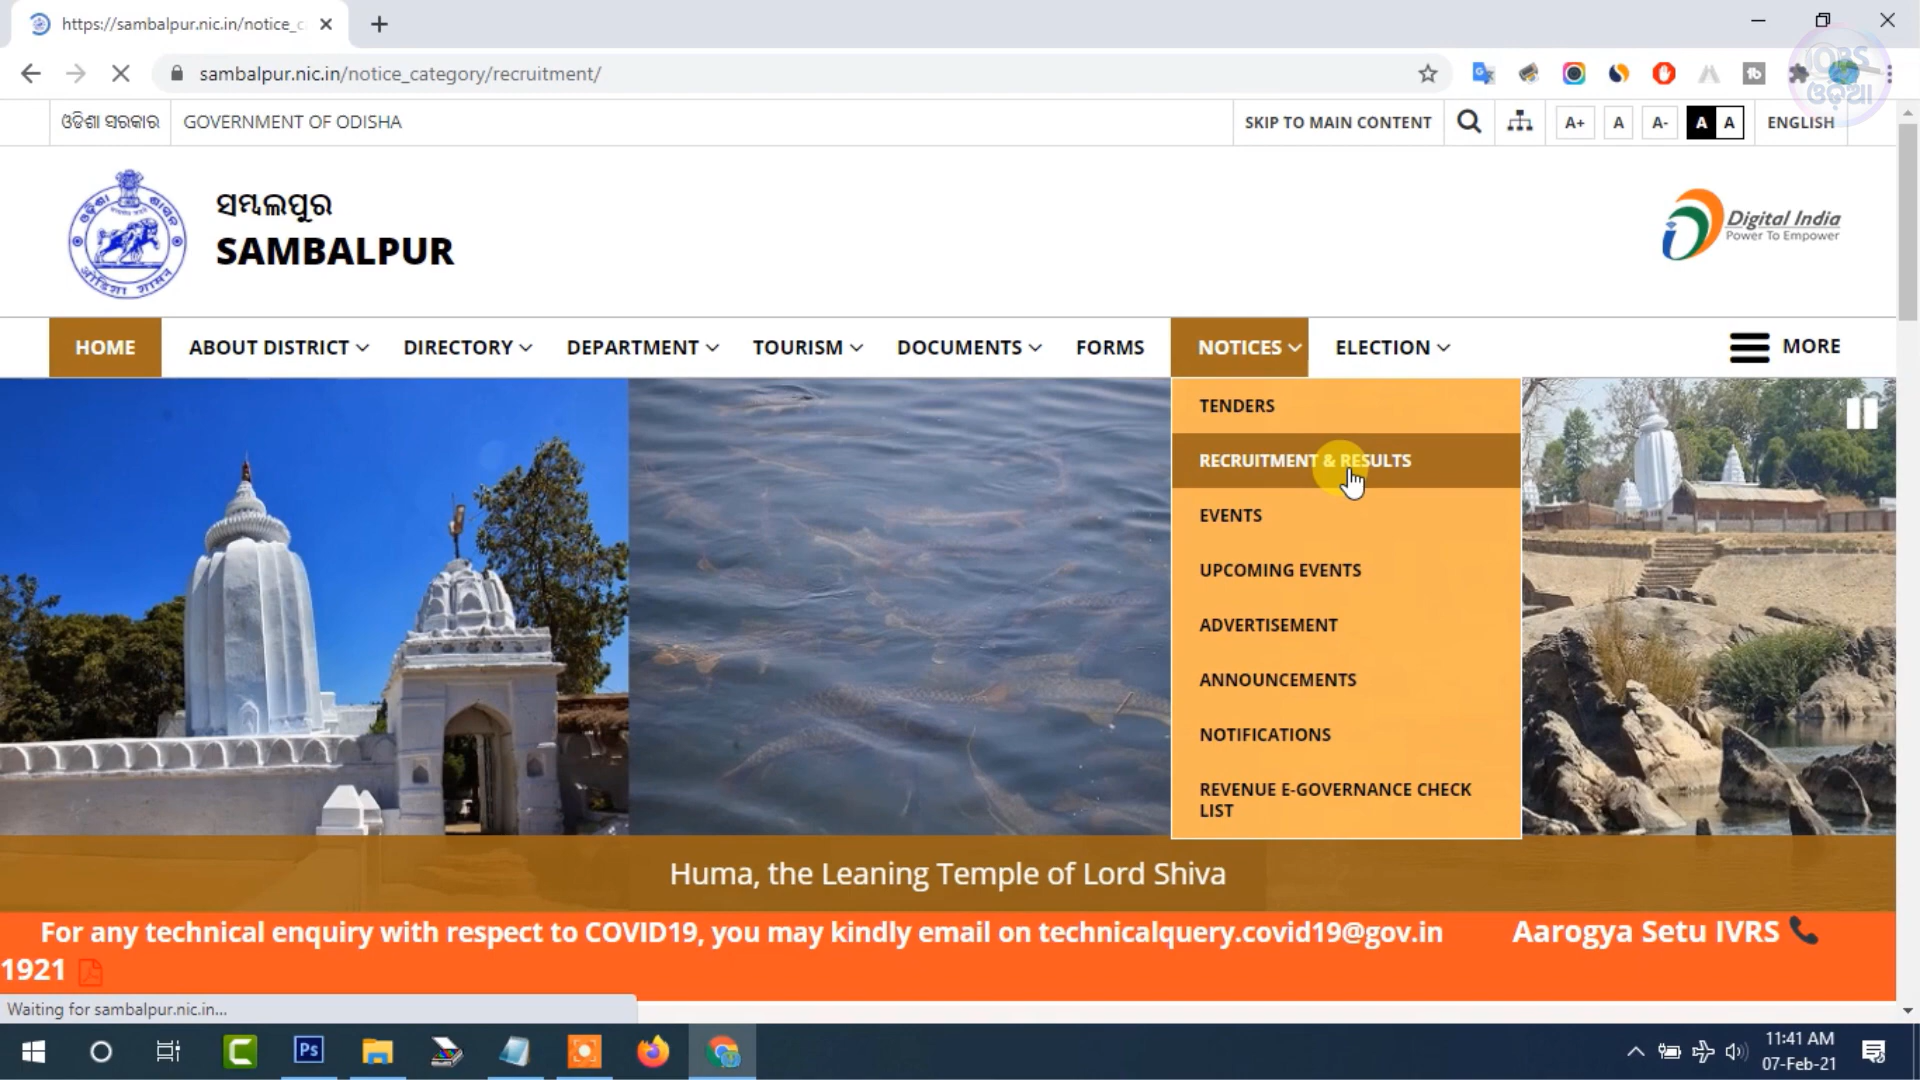 https://sambalpur.nic.in/notice_c
sambalpur.nic.in/notice_category/recruitment/
JOBS
ଓଡ଼ିଆ
ଓଡିଶା ସରକାର GOVERNMENT OF ODISHA SKIP TO MAIN CONTENT A+ A A- A A ENGLISH
ସମ୍ବଲପୁର
SAMBALPUR
Digital India
Power To Empower
HOME ABOUT DISTRICT DIRECTORY DEPARTMENT TOURISM DOCUMENTS FORMS NOTICES ELECTION MORE
TENDERS
RECRUITMENT & RESULTS
EVENTS
UPCOMING EVENTS
ADVERTISEMENT
ANNOUNCEMENTS
NOTIFICATIONS
REVENUE E-GOVERNANCE CHECK
LIST
Huma, the Leaning Temple of Lord Shiva
For any technical enquiry with respect to COVID19, you may kindly email on technicalquery.covid19@gov.in Aarogya Setu IVRS
1921
Waiting for sambalpur.nic.in...
Ps
11:41 AM
07-Feb-21